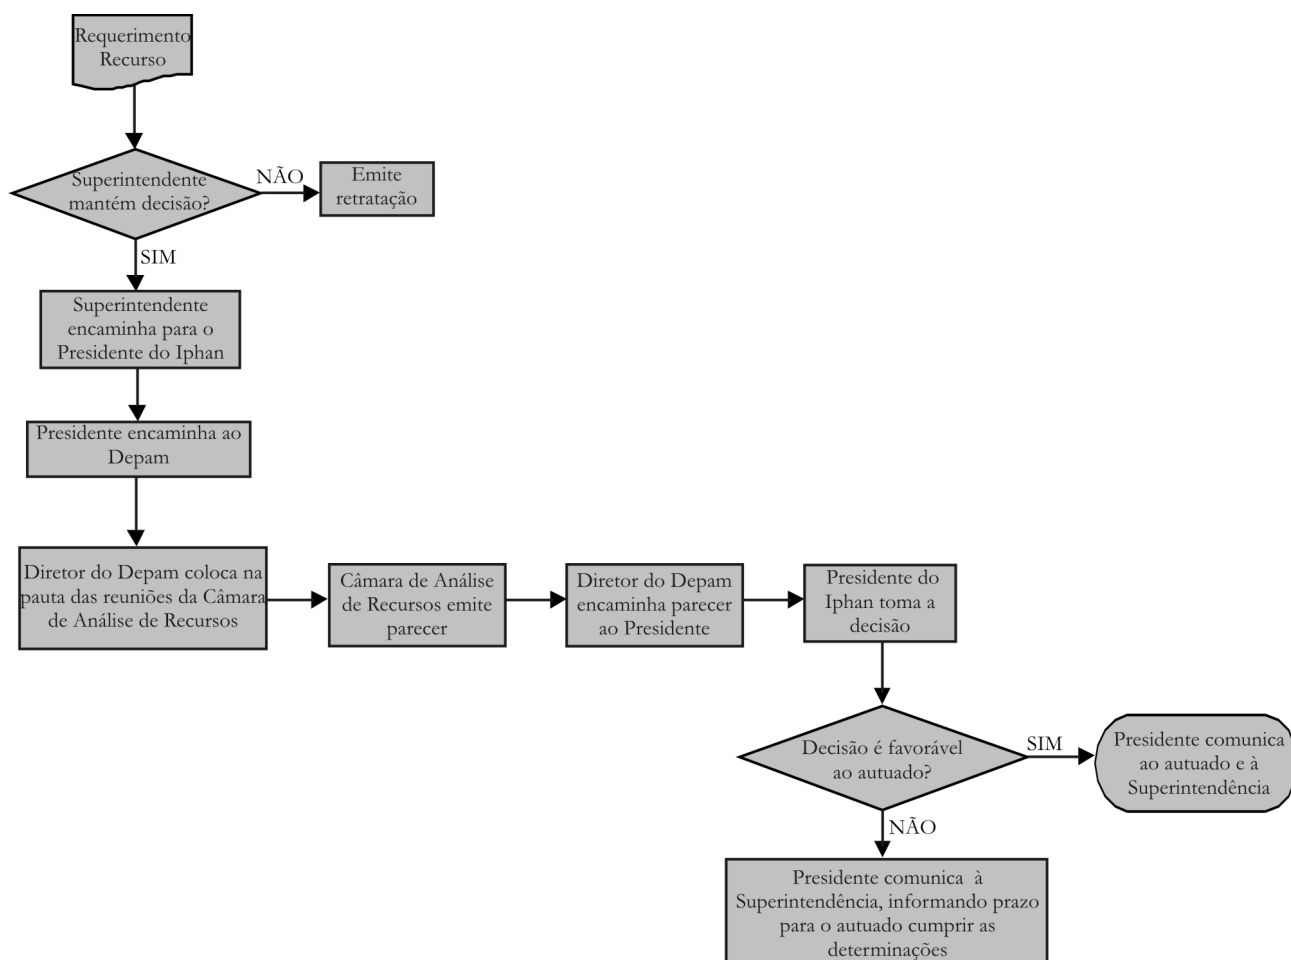 Requerimento
Recurso
Superintendente
mantém decisão?
NÃO
Emite
retratação
SIM
Superintendente
encaminha para o
Presidente do Iphan
Presidente encaminha ao
Depam
Diretor do Depam coloca na
pauta das reuniões da Câmara
de Análise de Recursos
Câmara de Análise
de Recursos emite
parecer
Diretor do Depam
encaminha parecer
ao Presidente
Presidente do
Iphan toma a
decisão
Decisão é favorável
ao autuado?
SIM
Presidente comunica
ao autuado e à
Superintendência
NÃO
Presidente comunica à
Superintendência, informando prazo
para o autuado cumprir as
determinações